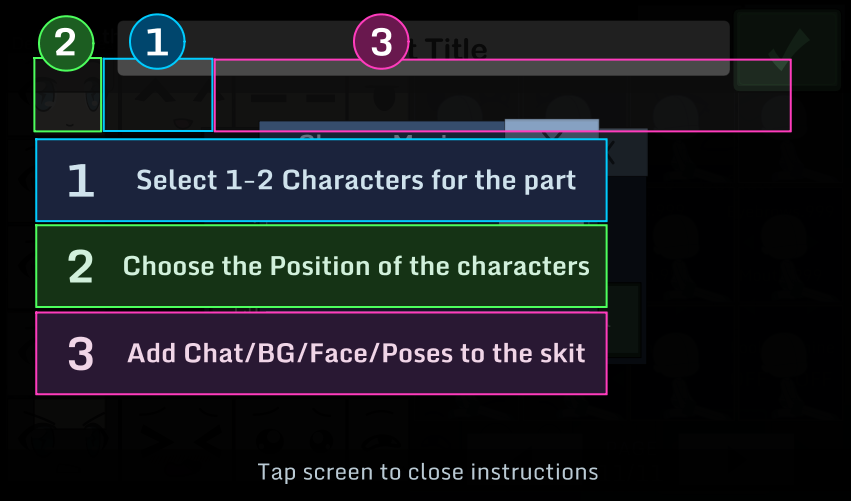 2 1 3 Title
1 Select 1-2 Characters for the part
2 Choose the Position of the characters
3 Add Chat/BG/Face/Poses to the skit
Tap screen to close instructions